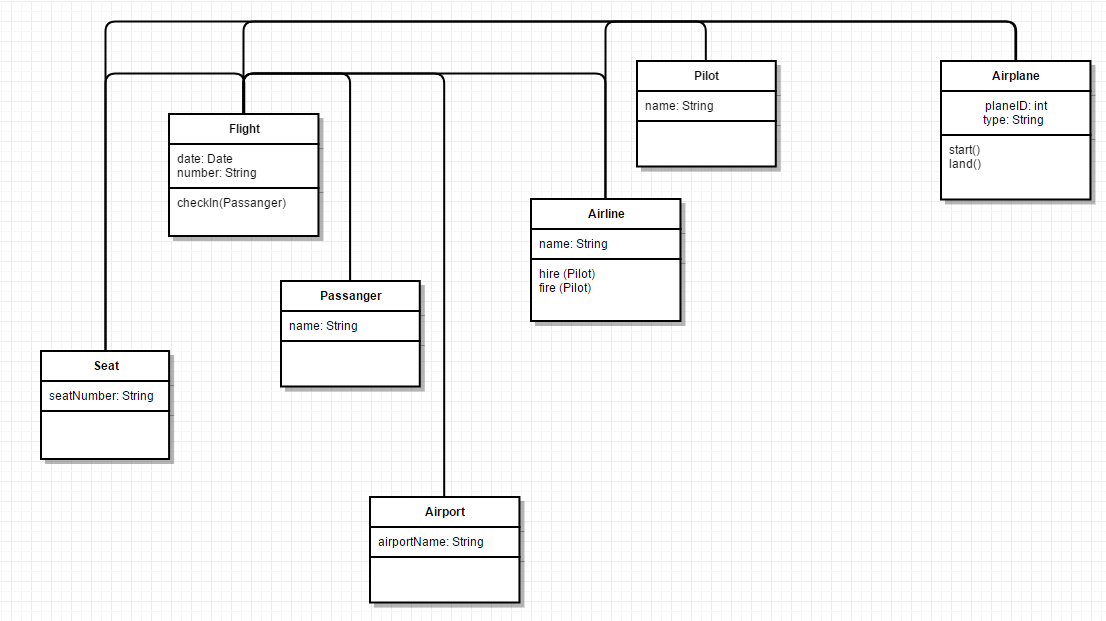 Pilot
name: String
Airplane
planeID: int
type: String
start()
land()
Flight
date: Date
number: String
checkIn(Passanger)
Airline
name: String
hire (Pilot)
fire (Pilot)
Passanger
name: String
Seat
seatNumber: String
Airport
airportName: String